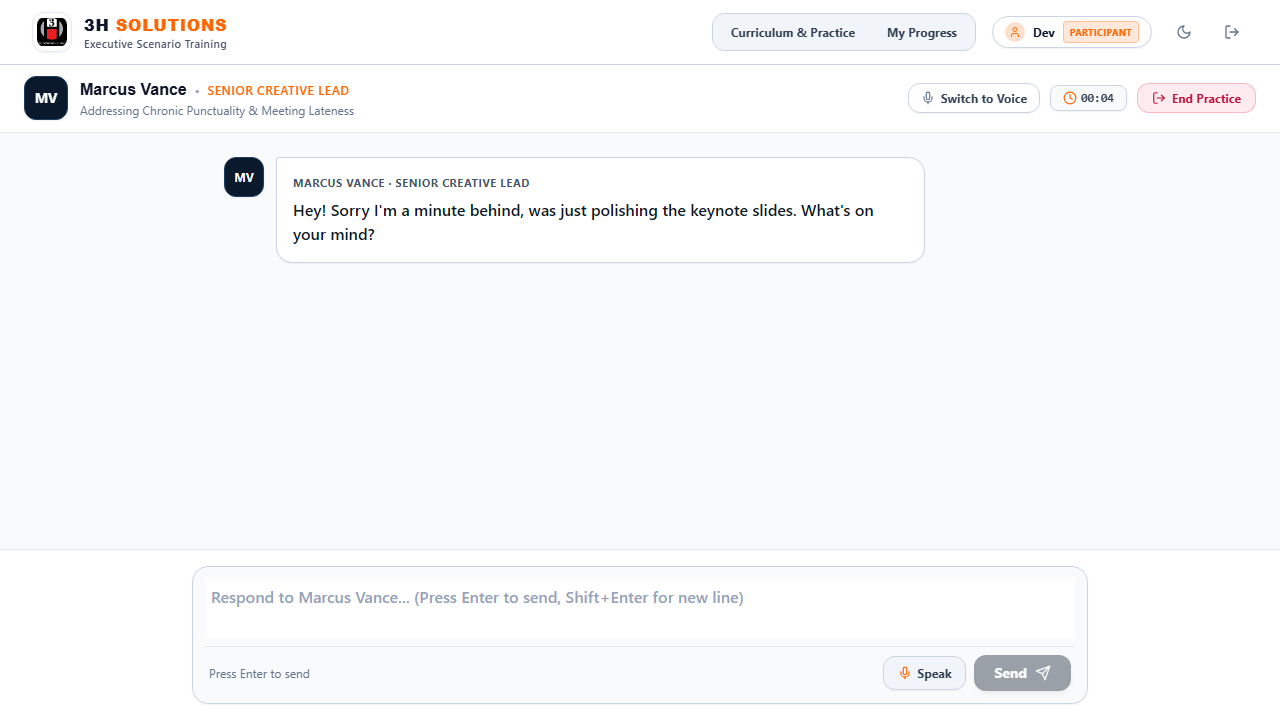 3H SOLUTIONS
Executive Scenario Training
Curriculum & Practice
My Progress
Dev
PARTICIPANT
MV
Marcus Vance • SENIOR CREATIVE LEAD
Addressing Chronic Punctuality & Meeting Lateness
Switch to Voice
00:04
End Practice
MV
MARCUS VANCE · SENIOR CREATIVE LEAD
Hey! Sorry I'm a minute behind, was just polishing the keynote slides. What's on
your mind?
Respond to Marcus Vance... (Press Enter to send, Shift+Enter for new line)
Press Enter to send
Speak
Send